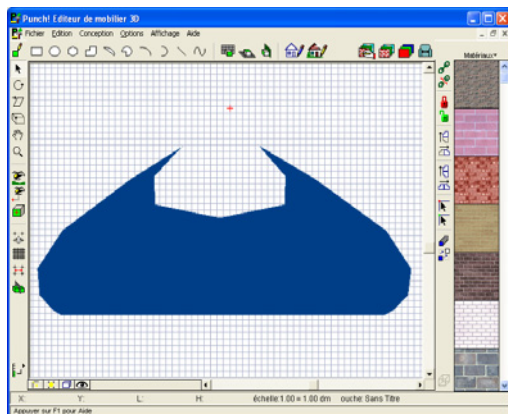 Punch! Editeur de mobilier 3D
Fichier Edition Conception Options Affichage Aide
Matériaux
X: Y: L: H: échelle:1.00 = 1.00 dm ouche: Sans Titre
Appuyer sur F1 pour Aide